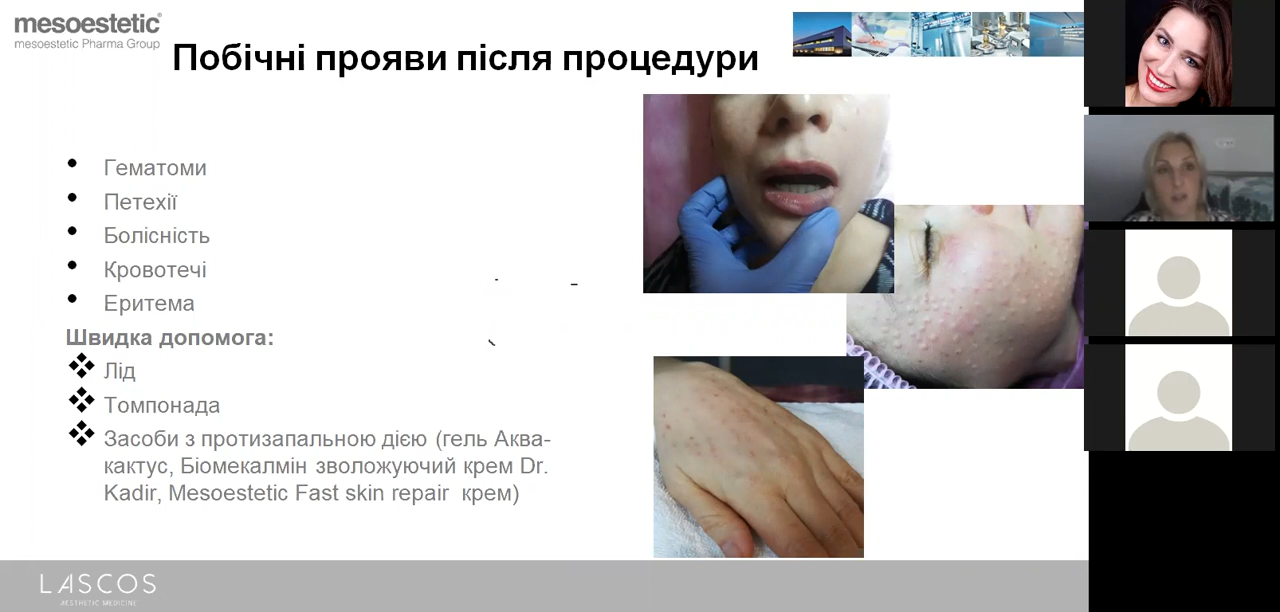 mesoestetic®
mesoestetic Pharma Group
Побічні прояви після процедури
Гематоми
Петехії
Болісність
Кровотечі
Еритема
Швидка допомога:
Лід
Томпонада
Засоби з протизапальною дією (гель Аква-
кактус, Біомекалмін зволожуючий крем Dr.
Kadir, Mesoestetic Fast skin repair крем)
LASCOS
AESTHETIC MEDICINE